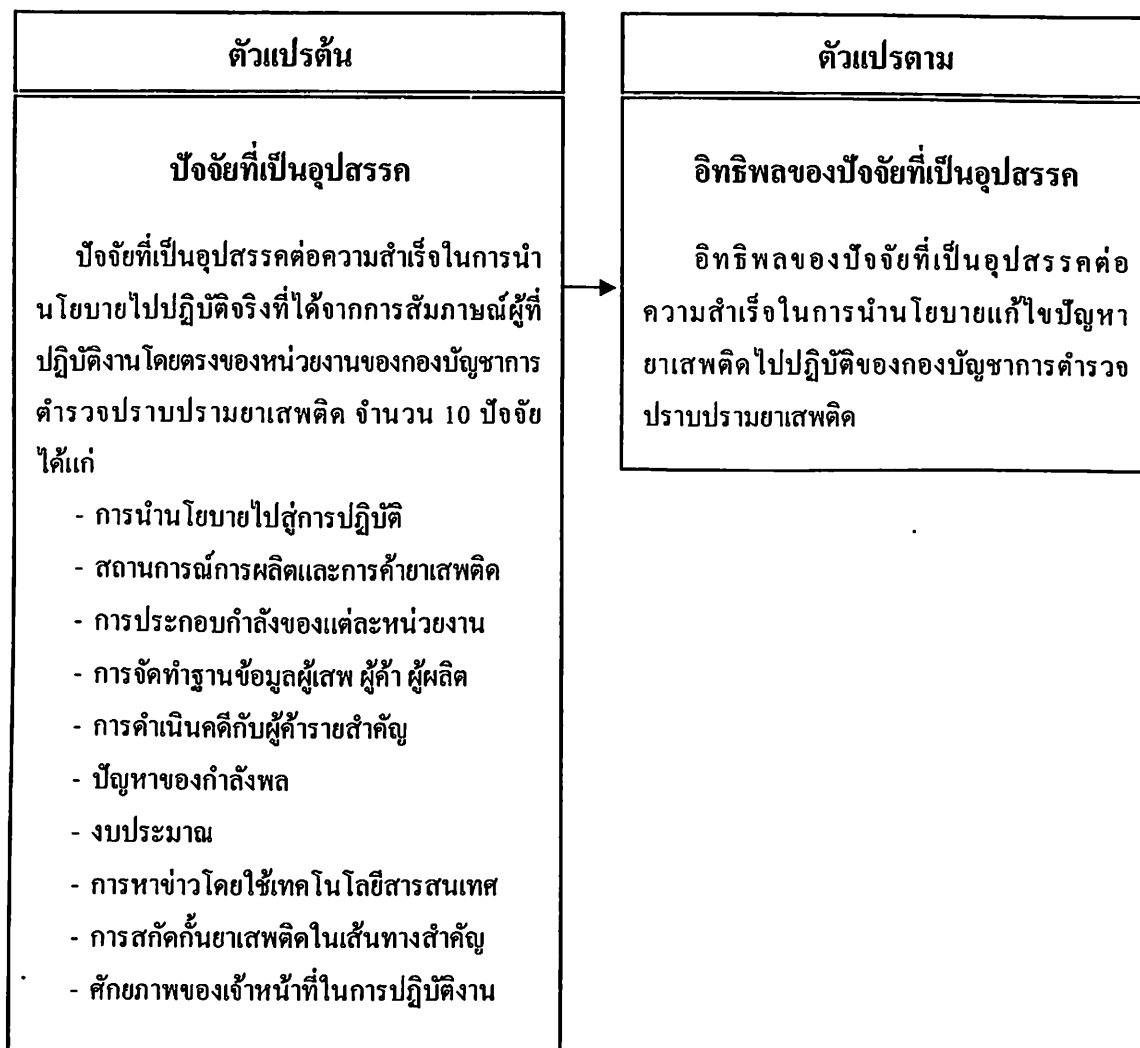 ตัวแปรต้น
ปัจจัยที่เป็นอุปสรรค
ปัจจัยที่เป็นอุปสรรคต่อความสำเร็จในการนำ
นโยบายไปปฏิบัติจริงที่ได้จากการสัมภาษณ์ผู้ที่
ปฏิบัติงานโดยตรงของหน่วยงานของกองบัญชาการ
ตำรวจปราบปรามยาเสพติด จำนวน 10 ปัจจัย
ได้แก่
- การนำนโยบายไปสู่การปฏิบัติ
- สถานการณ์การผลิตและการค้ายาเสพติด
- การประกอบกำลังของแต่ละหน่วยงาน
- การจัดทำฐานข้อมูลผู้เสพ ผู้ค้า ผู้ผลิต
- การดำเนินคดีกับผู้ค้ารายสำคัญ
- ปัญหาของกำลังพล
- งบประมาณ
- การหาข่าวโดยใช้เทคโนโลยีสารสนเทศ
- การสกัดกั้นยาเสพติดในเส้นทางสำคัญ
- ศักยภาพของเจ้าหน้าที่ในการปฏิบัติงาน
ตัวแปรตาม
อิทธิพลของปัจจัยที่เป็นอุปสรรค
อิทธิพลของปัจจัยที่เป็นอุปสรรคต่อ
ความสำเร็จในการนำนโยบายแก้ไขปัญหา
ยาเสพติดไปปฏิบัติของกองบัญชาการตำรวจ
ปราบปรามยาเสพติด